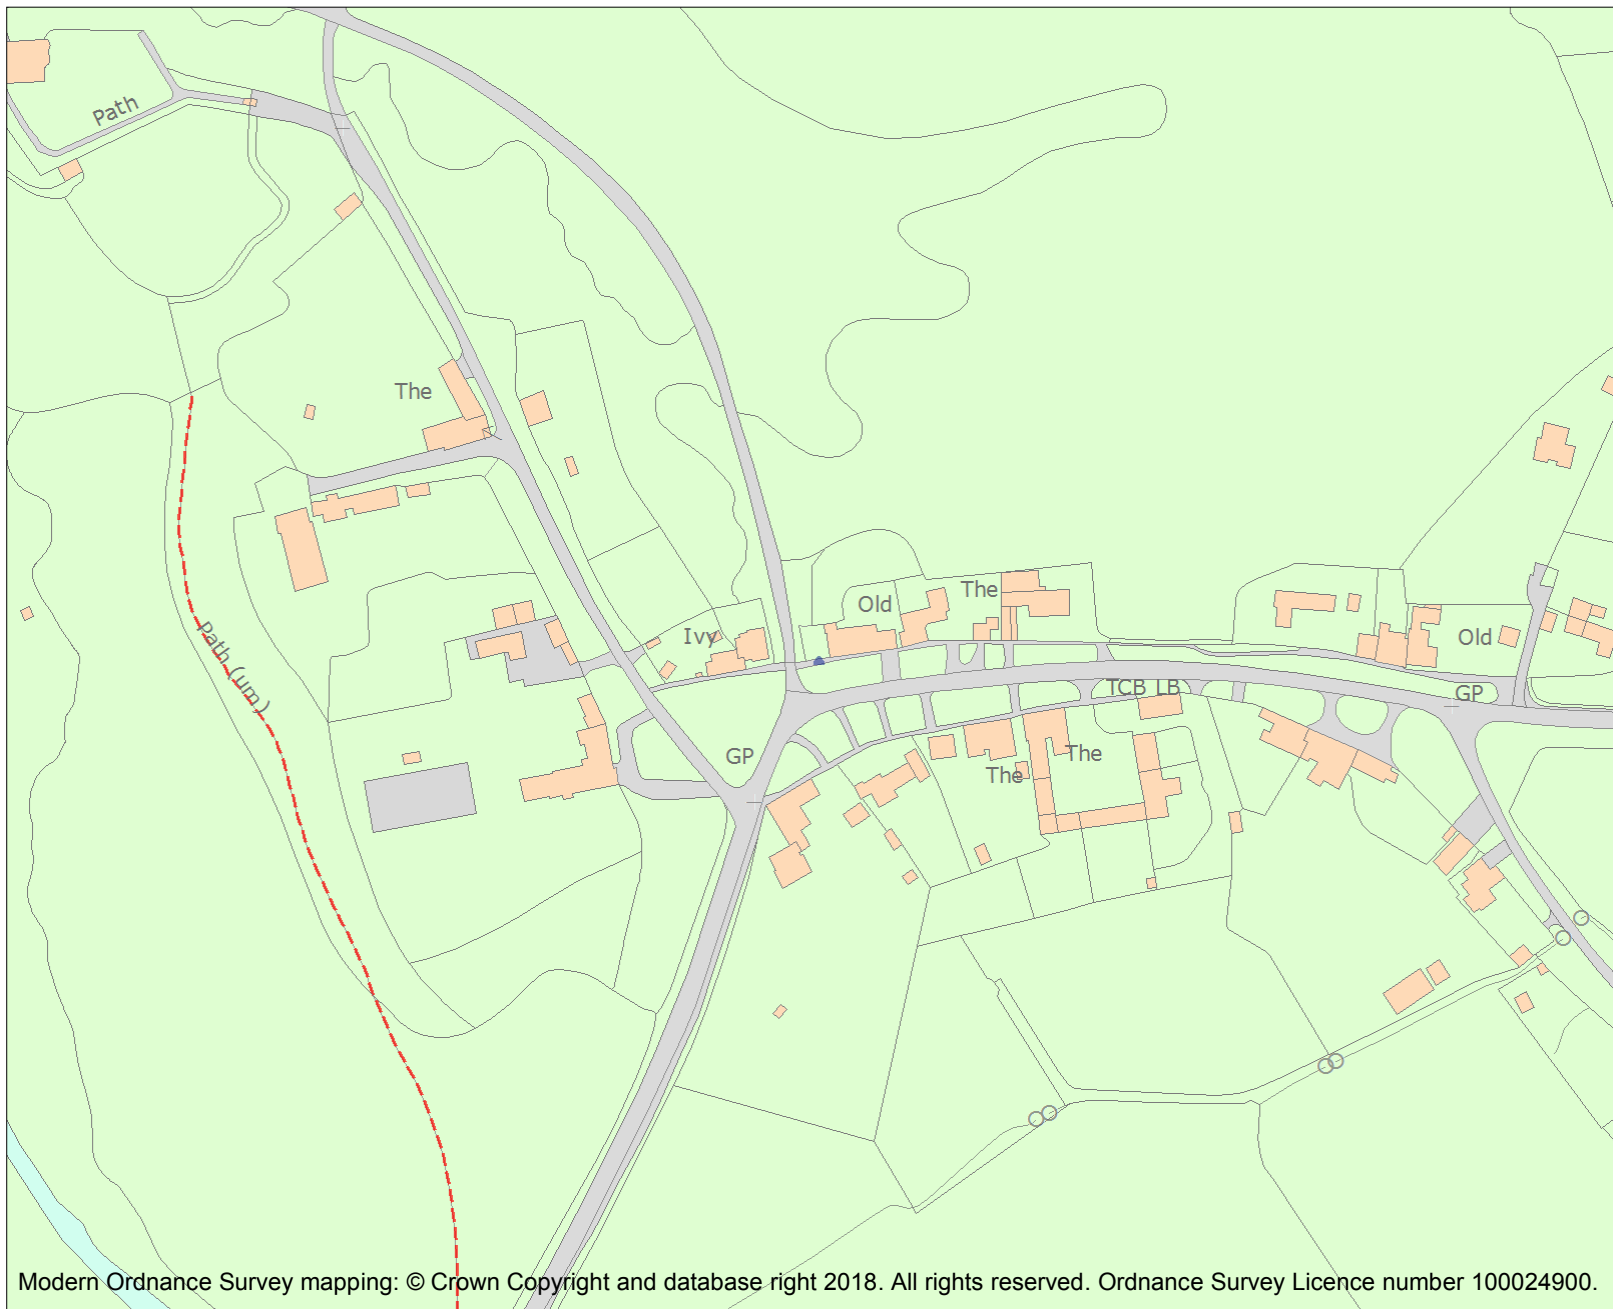 Path
The
Path (um)
Ivy
Old
The
Old
TCB LB
GP
GP
The
The
Modern Ordnance Survey mapping: © Crown Copyright and database right 2018. All rights reserved. Ordnance Survey Licence number 100024900.